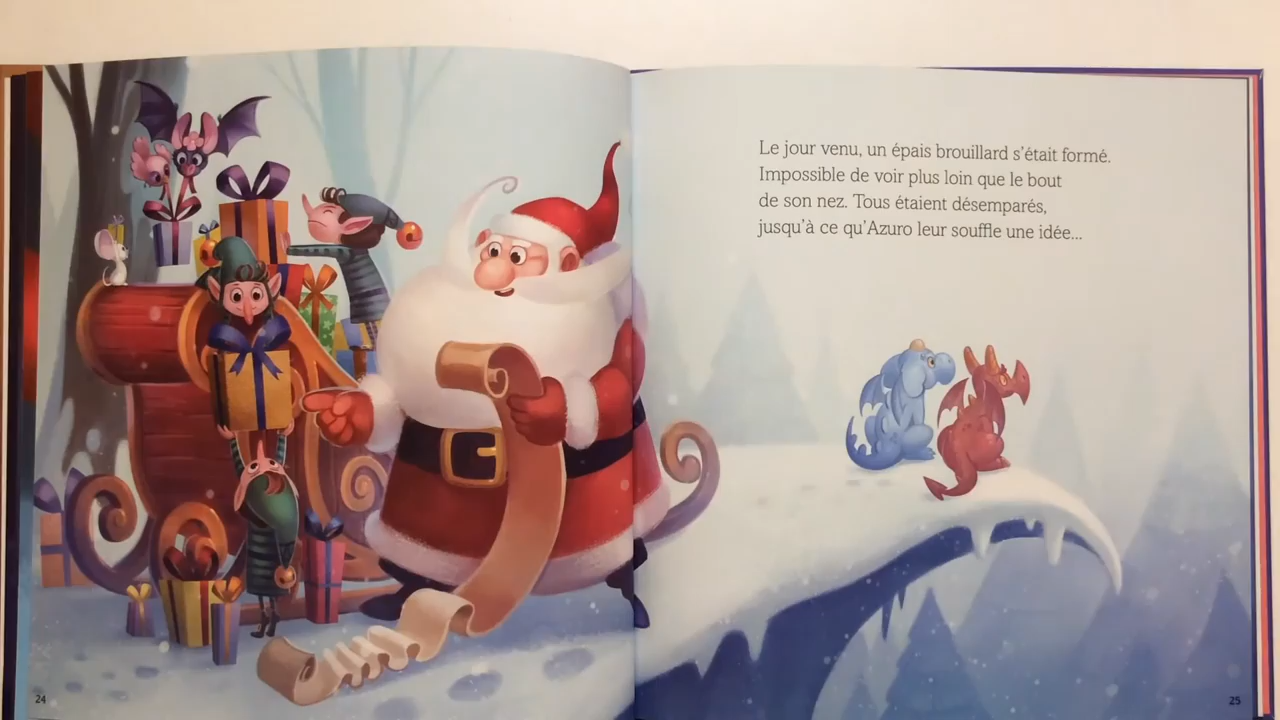 Le jour venu, un épais brouillard s'était formé.
Impossible de voir plus loin que le bout
de son nez. Tous étaient désemparés,
jusqu'à ce qu'Azuro leur souffle une idée...
24
25